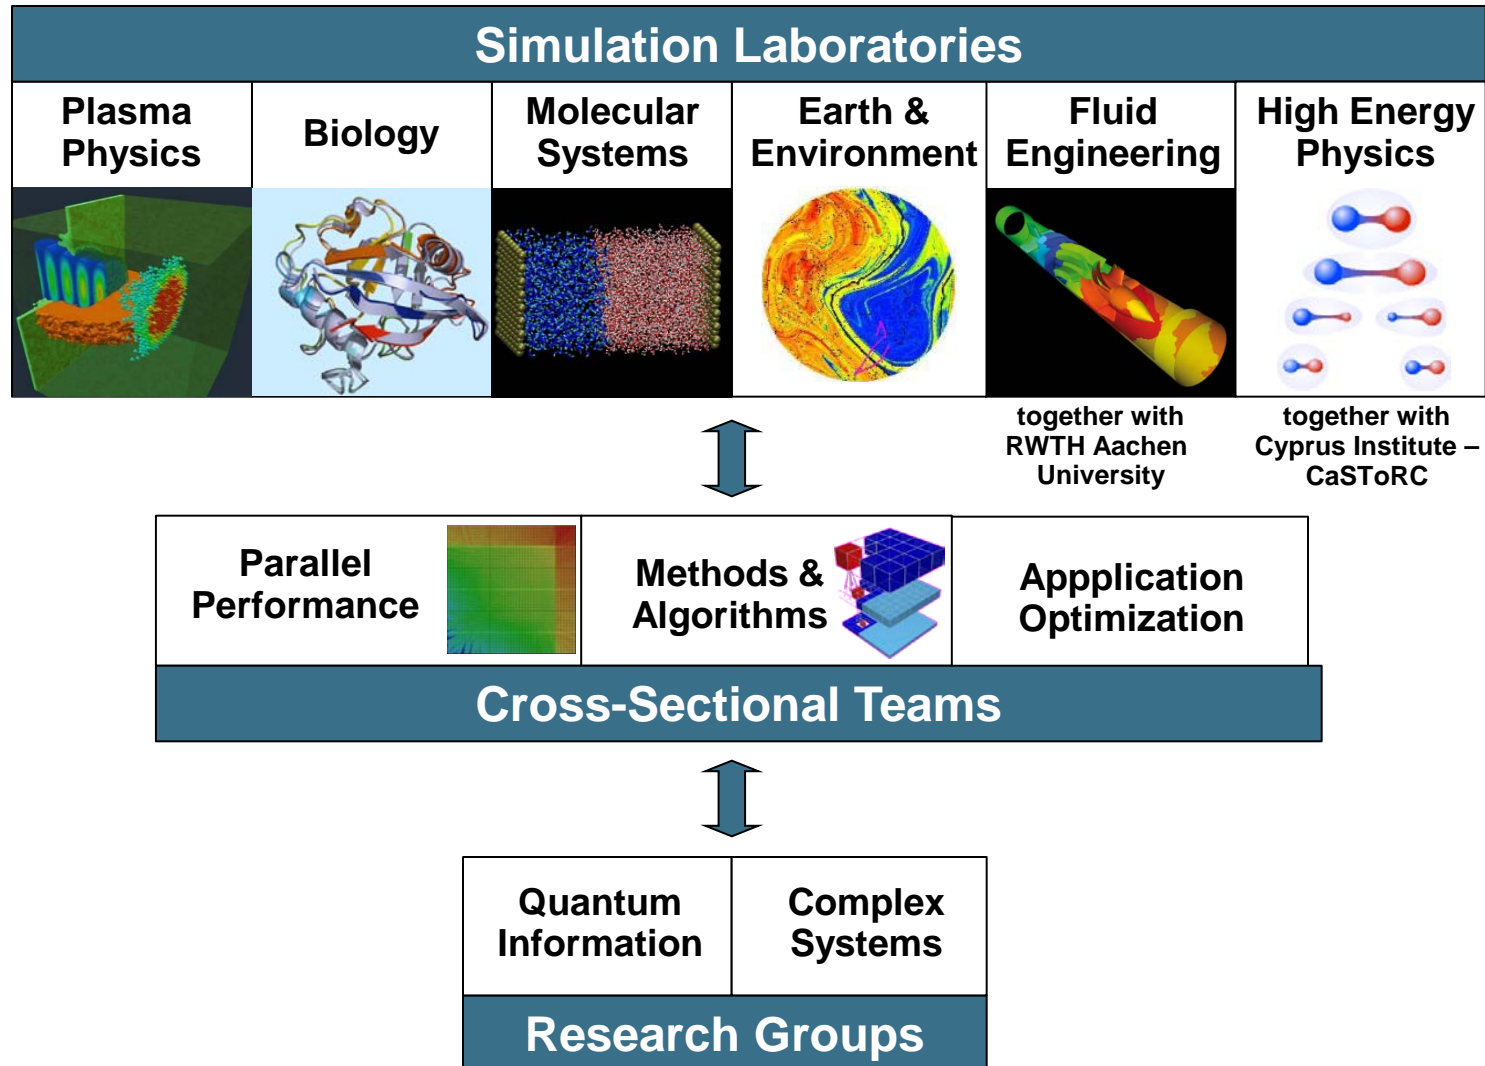 Simulation Laboratories
Plasma
Physics
Biology
Molecular
Systems
Earth &
Environment
Fluid
Engineering
High Energy
Physics
together with
RWTH Aachen
University
together with
Cyprus Institute –
CaSToRC
Parallel
Performance
Methods &
Algorithms
Appplication
Optimization
Cross-Sectional Teams
Quantum
Information
Complex
Systems
Research Groups